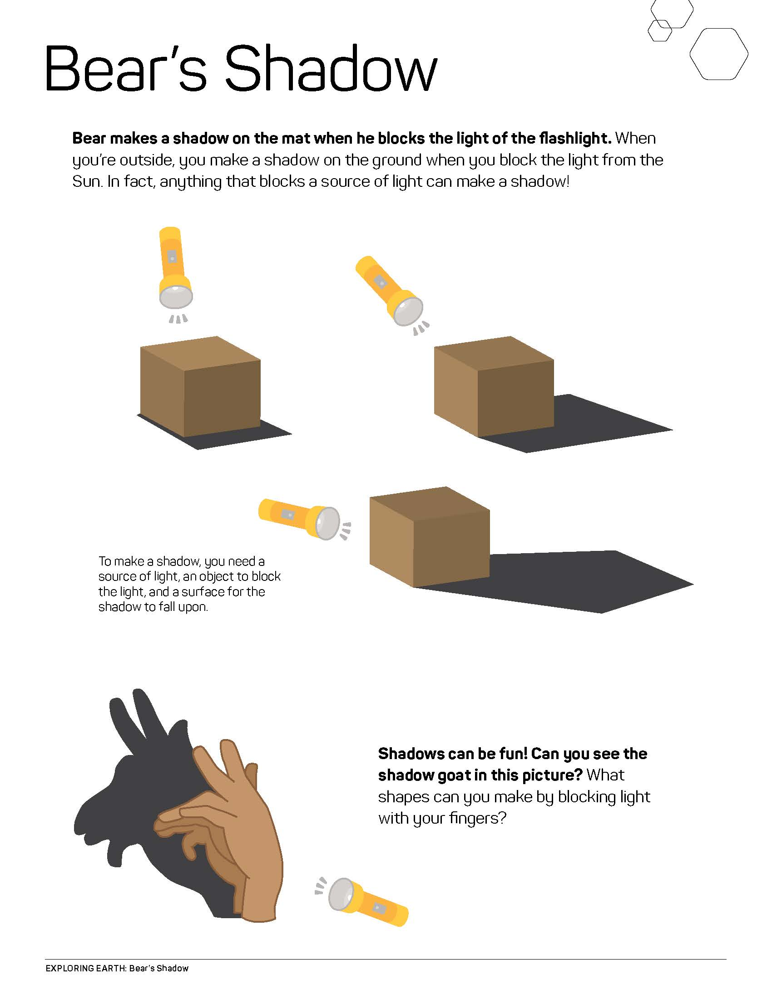 Bear’s Shadow
Bear makes a shadow on the mat when he blocks the light of the flashlight. When
you’re outside, you make a shadow on the ground when you block the light from the
Sun. In fact, anything that blocks a source of light can make a shadow!
To make a shadow, you need a
source of light, an object to block
the light, and a surface for the
shadow to fall upon.
Shadows can be fun! Can you see the
shadow goat in this picture? What
shapes can you make by blocking light
with your fingers?
EXPLORING EARTH: Bear’s Shadow